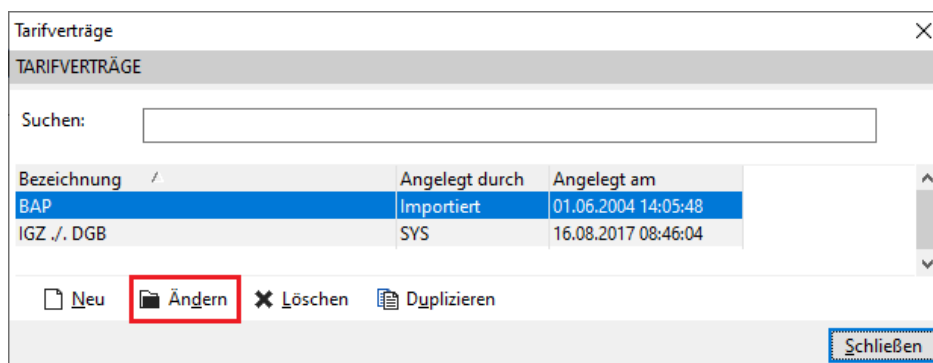 Tarifverträge
TARIFVERTRÄGE
Suchen:
Bezeichnung Angelegt durch Angelegt am
BAP Importiert 01.06.2004 14:05:48
IGZ ./. DGB SYS 16.08.2017 08:46:04
Neu Ändern Löschen Duplizieren
Schließen